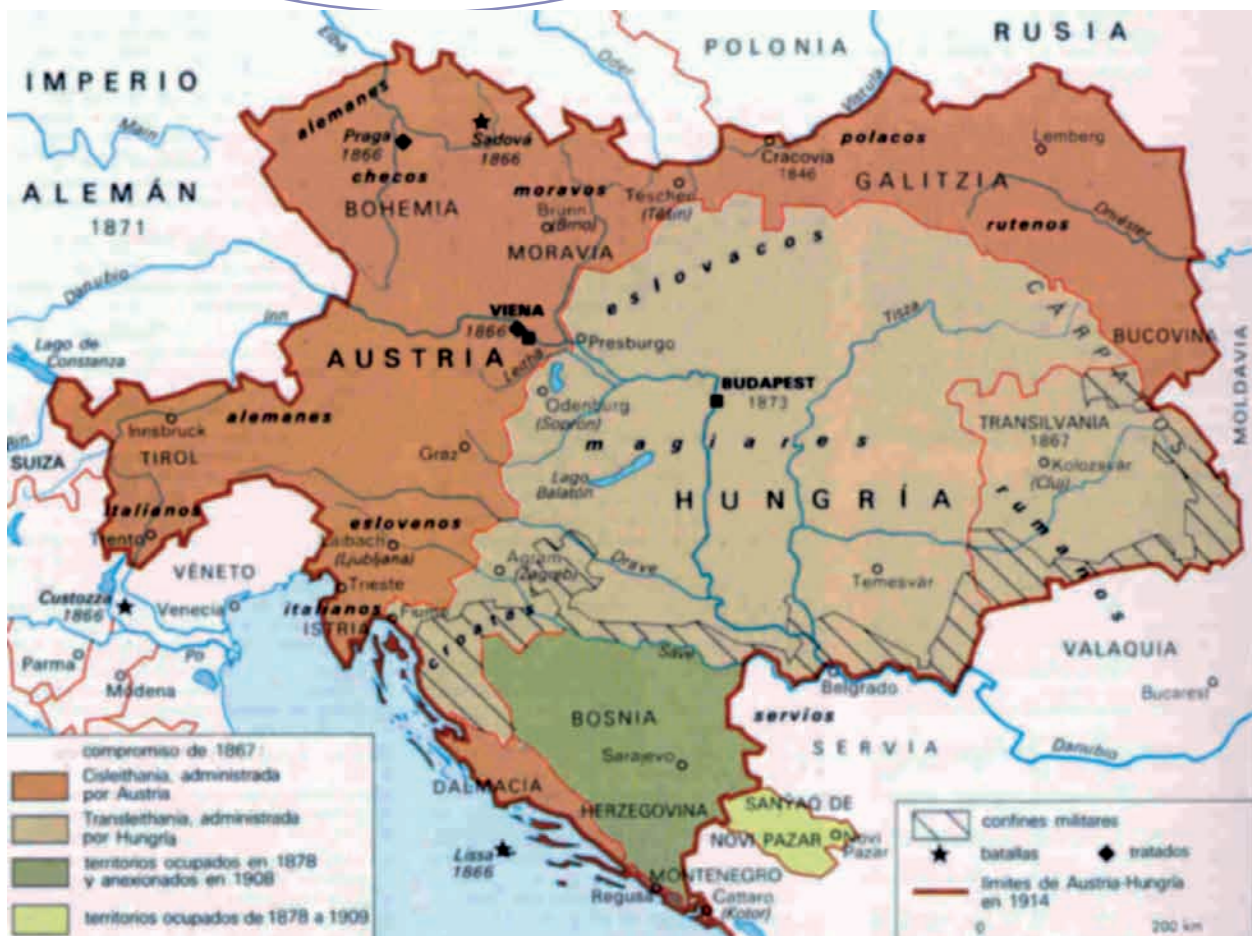 Elba
Oder
POLONIA
RUSIA
IMPERIO
Main
ALEMÁN
1871
Danubio
Inn
Lago de
Constanza
SUIZA
alemanes
Praga
1866
Sadová
1866
checos
BOHEMIA
moravos
Brunn
(Brno)
MORAVIA
Teschen
(Těšin)
Vístula
Cracovia
1846
polacos
GALITZIA
Lemberg
rutenos
Dniéster
BUCOVINA
MOLDAVIA
CÁRPATOS
eslovacos
VIENA
1866
AUSTRIA
Leitha
Presburgo
Tisza
BUDAPEST
1873
Odenburg
(Soprón)
magiares
Lago
Balatón
HUNGRÍA
TRANSILVANIA
1867
Kolozsvár
(Cluj)
rumanos
alemanes
Innsbruck
TIROL
Graz
italianos
Trento
eslovenos
Laibach
(Ljubljana)
Agram
(Zagreb)
Drave
Temesvár
VÉNETO
Venecia
Custozza
1866
Trieste
italianos
ISTRIA
Fiume
croatas
Save
Parma
Módena
Po
Belgrado
VALAQUIA
Bucarest
Danubio
BOSNIA
Sarajevo
servios
SERVIA
DALMACIA
HERZEGOVINA
SANYAQ DE
NOVI PAZAR
Novi
Pazar
Lissa
1866
MONTENEGRO
Ragusa
Cattaro
(Kotor)
compromiso de 1867:
Cisleithania, administrada
por Austria
Transleithania, administrada
por Hungría
territorios ocupados en 1878
y anexionados en 1908
territorios ocupados de 1878 a 1909
confines militares
batallas
tratados
límites de Austria-Hungría
en 1914
0
200 km